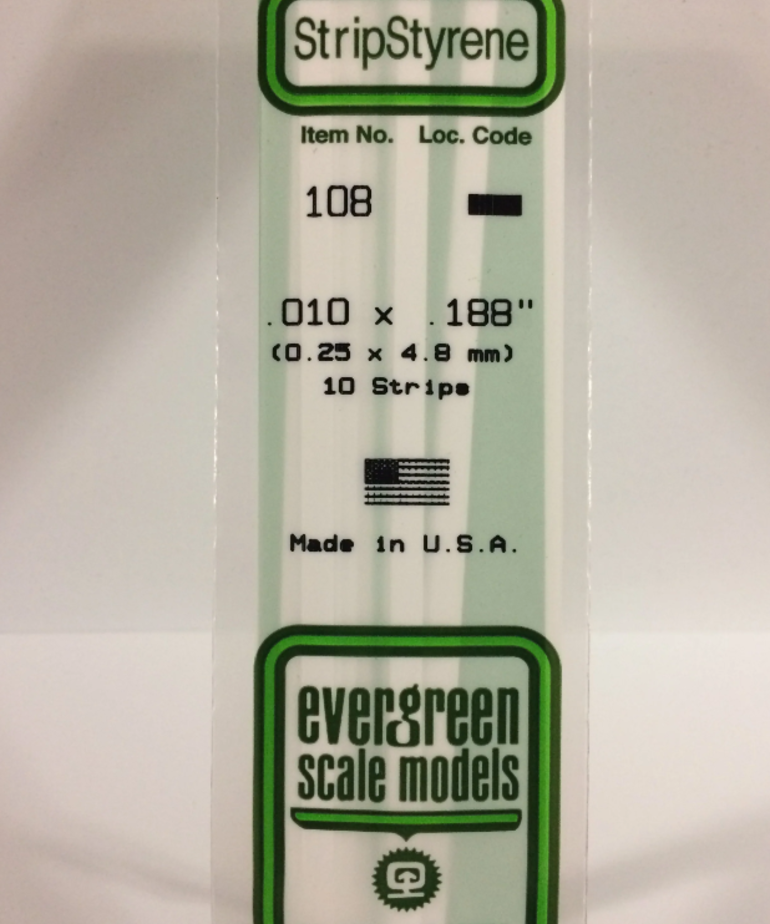 StripStyrene
Item No. Loc. Code
108
.010 x .188"
(0.25 x 4.8 mm)
10 Strips
Made in U.S.A.
evergreen
scale models